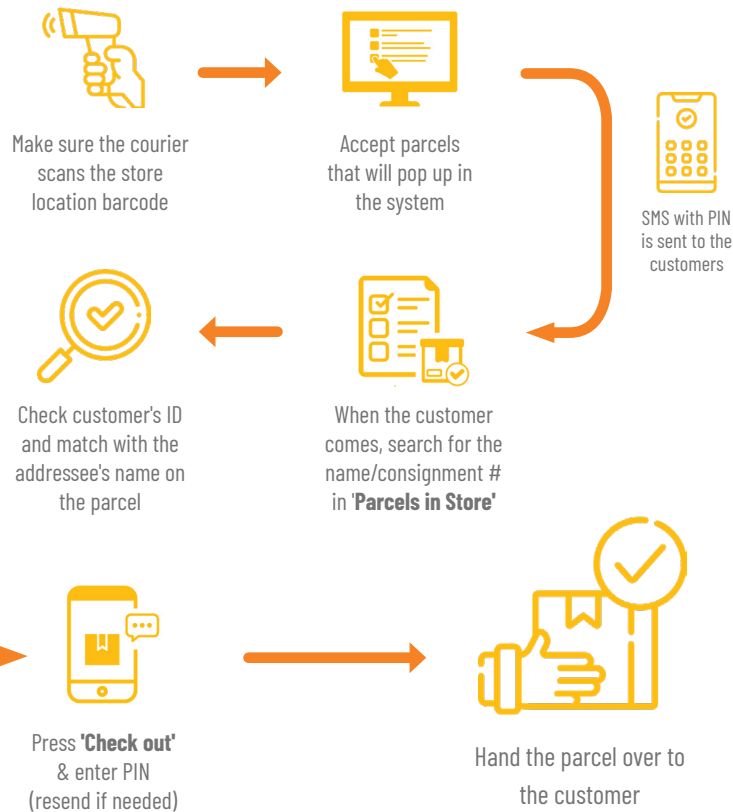 Make sure the courier
scans the store
location barcode
Accept parcels
that will pop up in
the system
SMS with PIN
is sent to the
customers
When the customer
comes, search for the
name/consignment #
in 'Parcels in Store'
Check customer's ID
and match with the
addressee's name on
the parcel
Press 'Check out'
& enter PIN
(resend if needed)
Hand the parcel over to
the customer